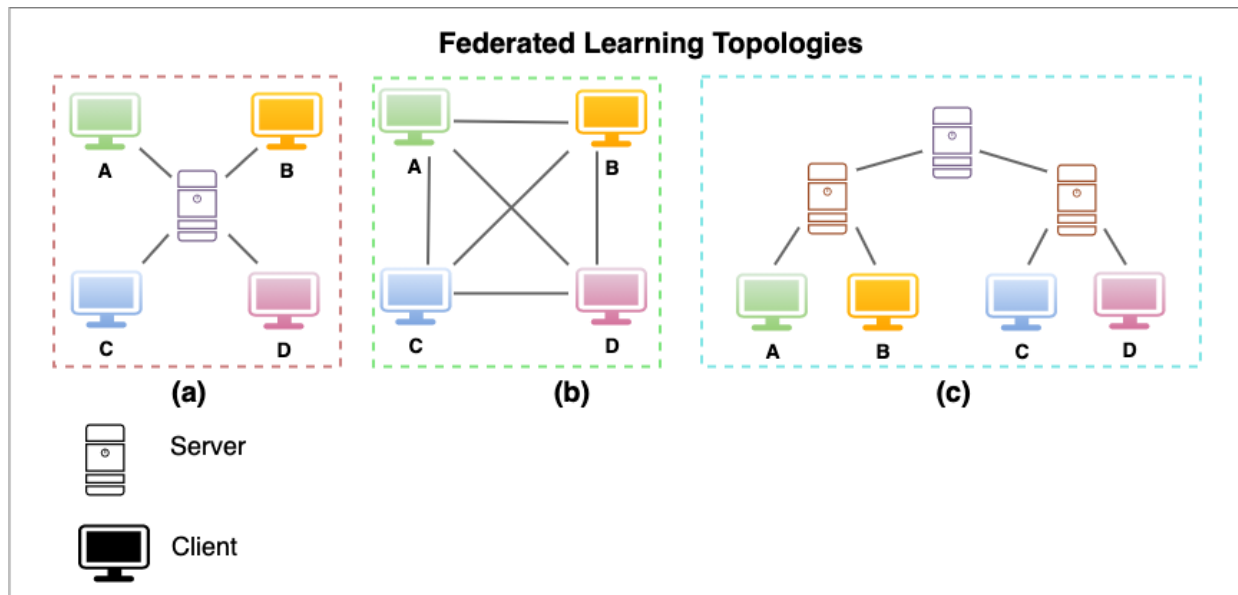 Federated Learning Topologies
A
B
C
D
(a)
A
B
C
D
(b)
A
B
C
D
(c)
Server
Client